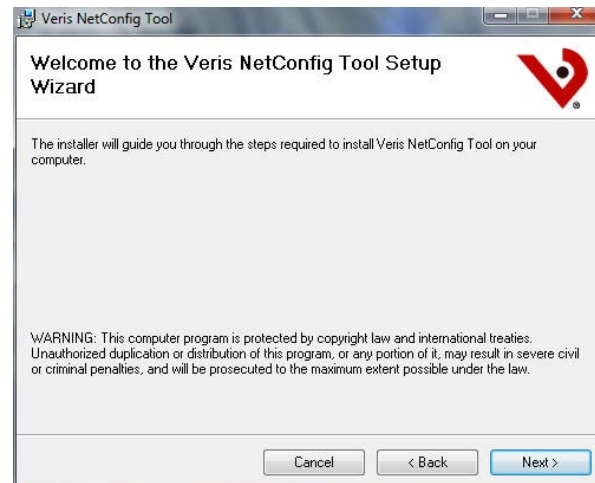 Veris NetConfig Tool
Welcome to the Veris NetConfig Tool Setup
Wizard
The installer will guide you through the steps required to install Veris NetConfig Tool on your
computer.
WARNING: This computer program is protected by copyright law and international treaties.
Unauthorized duplication or distribution of this program, or any portion of it, may result in severe civil
or criminal penalties, and will be prosecuted to the maximum extent possible under the law.
Cancel
< Back
Next >